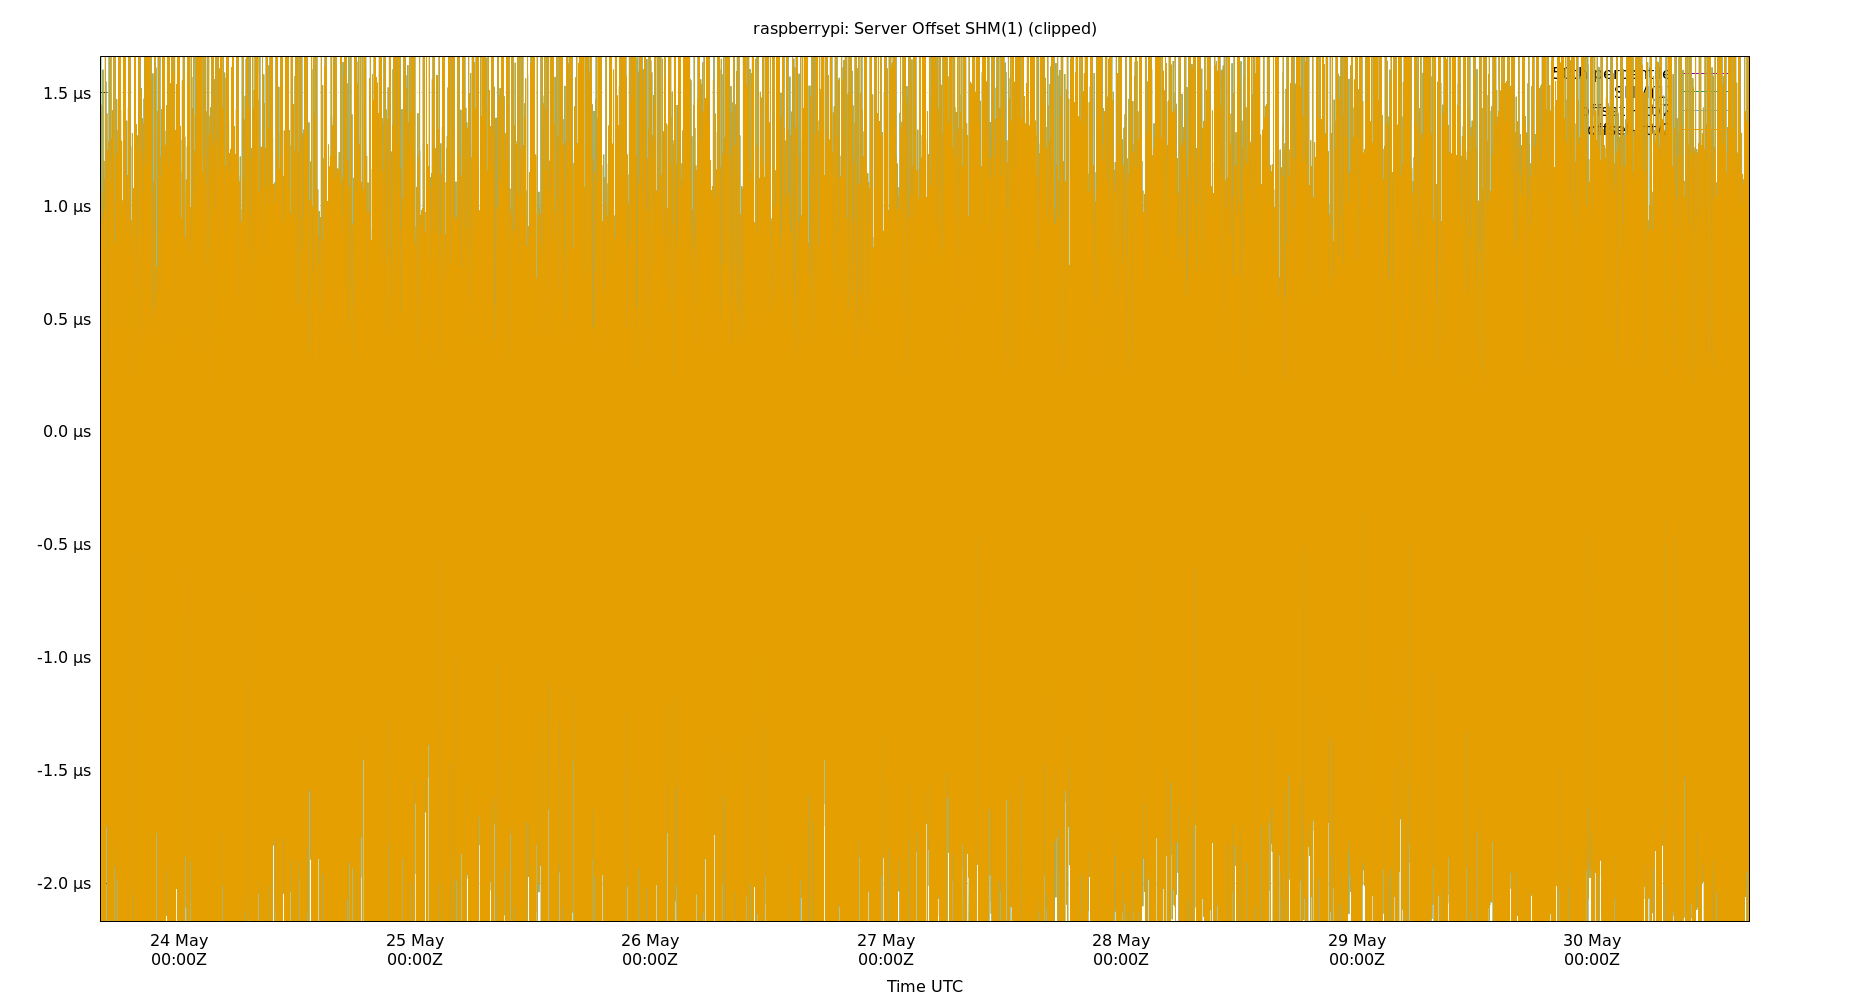 raspberrypi: Server Offset SHM(1) (clipped)
1.5 µs
1.0 µs
0.5 µs
0.0 µs
-0.5 µs
-1.0 µs
-1.5 µs
-2.0 µs
24 May 25 May 26 May 27 May 28 May 29 May 30 May
00:00Z 00:00Z 00:00Z 00:00Z 00:00Z 00:00Z 00:00Z
Time UTC